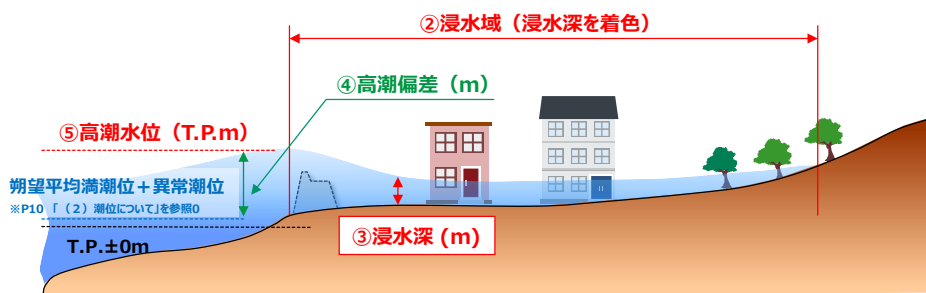 ②浸水域（浸水深を着色）
④高潮偏差（m）
⑤高潮水位（T.P.m）
朔望平均満潮位＋異常潮位
※P10 「（2）潮位について」を参照0
T.P.±0m
③浸水深 (m)